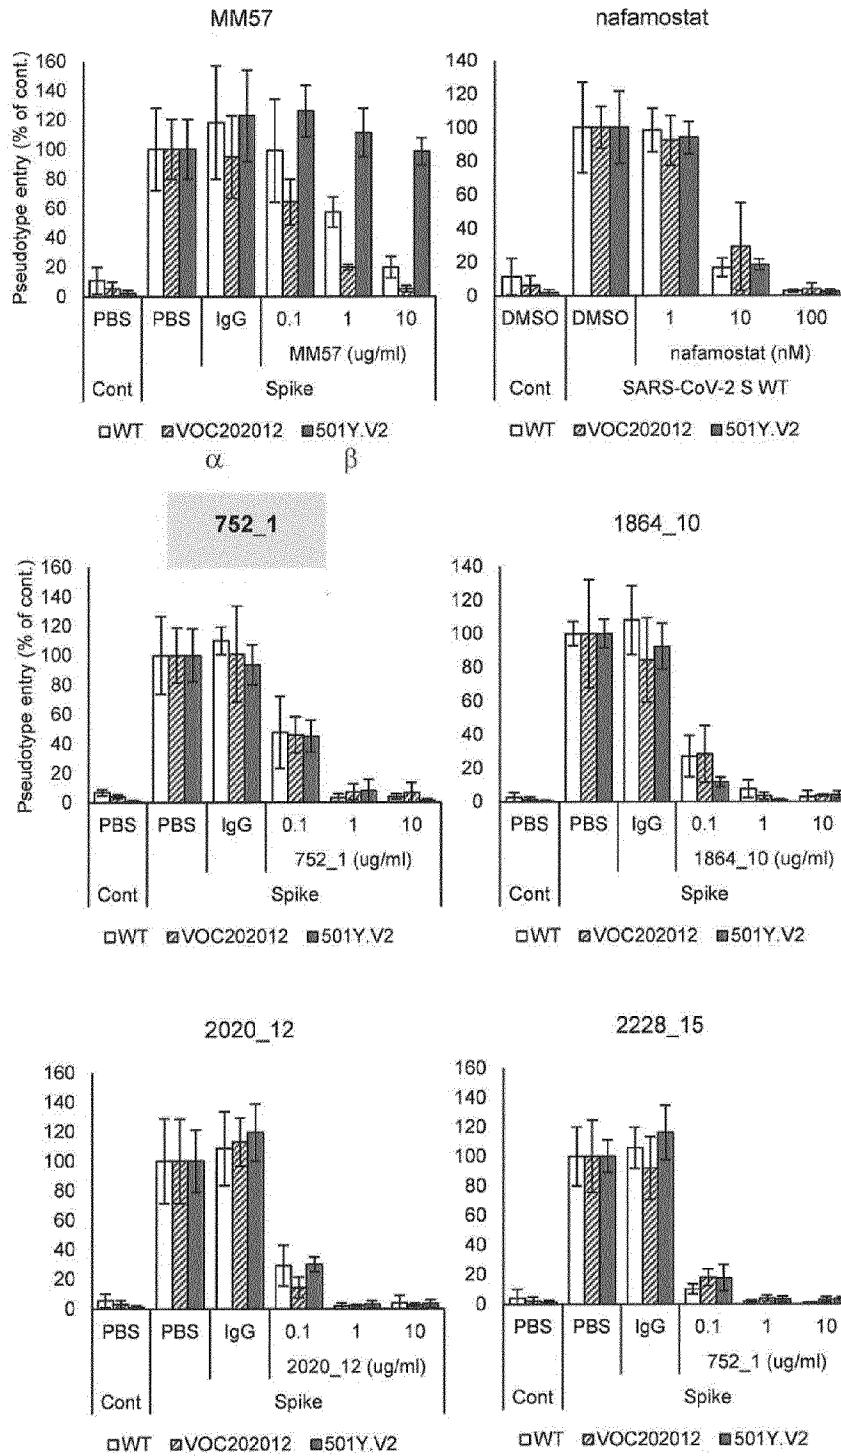 MM57
nafamostat
Pseudotype entry (% of cont.)
160
140
120
100
80
60
40
20
0
PBS PBS IgG 0.1 1 10
MM57 (ug/ml)
Cont Spike
□WT VOC202012 501Y.V2
α β
140
120
100
80
60
40
20
0
DMSO DMSO 1 10 100
nafamostat (nM)
Cont SARS-CoV-2 S WT
WT VOC202012 501Y.V2
752_1
Pseudotype entry (% of cont.)
160
140
120
100
80
60
40
20
0
PBS PBS IgG 0.1 1 10
752_1 (ug/ml)
Cont Spike
WT VOC202012 501Y.V2
1864_10
140
120
100
80
60
40
20
0
PBS PBS IgG 0.1 1 10
1864_10 (ug/ml)
Cont Spike
WT VOC202012 501Y.V2
2020_12
160
140
120
100
80
60
40
20
0
PBS PBS IgG 0.1 1 10
2020_12 (ug/ml)
Cont Spike
WT VOC202012 501Y.V2
2228_15
160
140
120
100
80
60
40
20
0
PBS PBS IgG 0.1 1 10
752_1 (ug/ml)
Cont Spike
WT VOC202012 501Y.V2